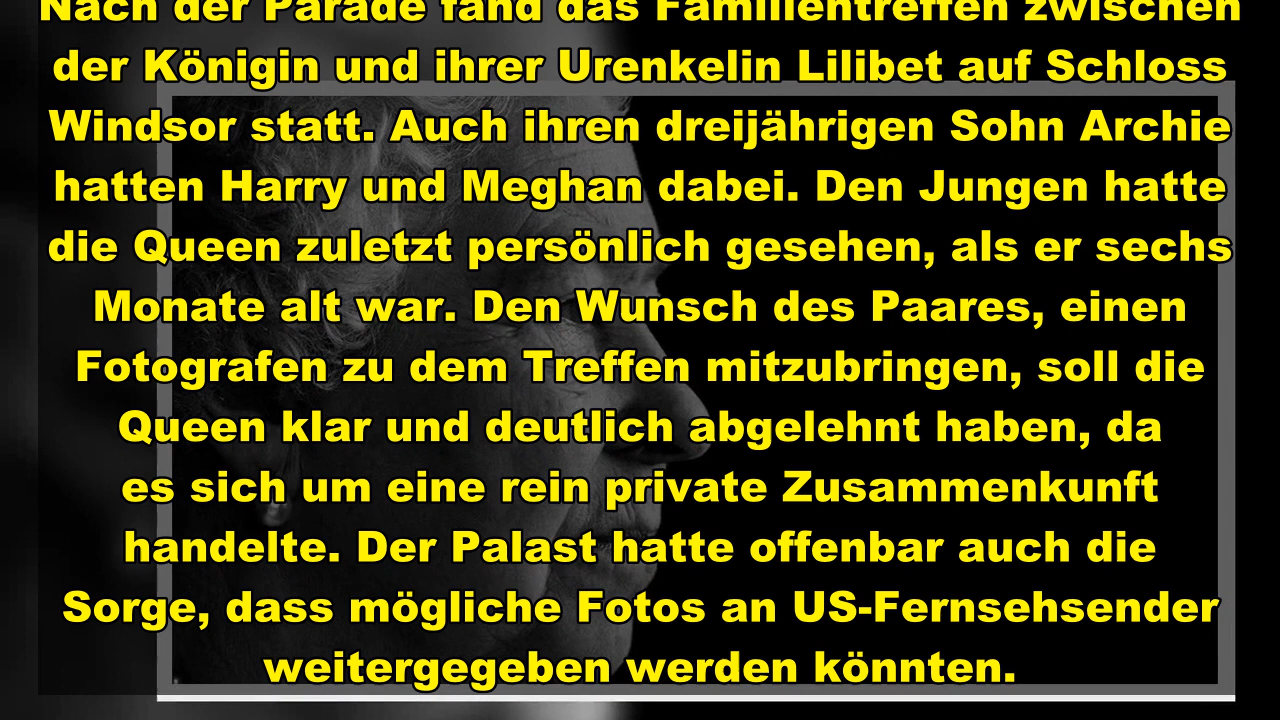 Nach der Parade fand das Familientreffen zwischen
der Königin und ihrer Urenkelin Lilibet auf Schloss
Windsor statt. Auch ihren dreijährigen Sohn Archie
hatten Harry und Meghan dabei. Den Jungen hatte
die Queen zuletzt persönlich gesehen, als er sechs
Monate alt war. Den Wunsch des Paares, einen
Fotografen zu dem Treffen mitzubringen, soll die
Queen klar und deutlich abgelehnt haben, da
es sich um eine rein private Zusammenkunft
handelte. Der Palast hatte offenbar auch die
Sorge, dass mögliche Fotos an US-Fernsehsender
weitergegeben werden könnten.